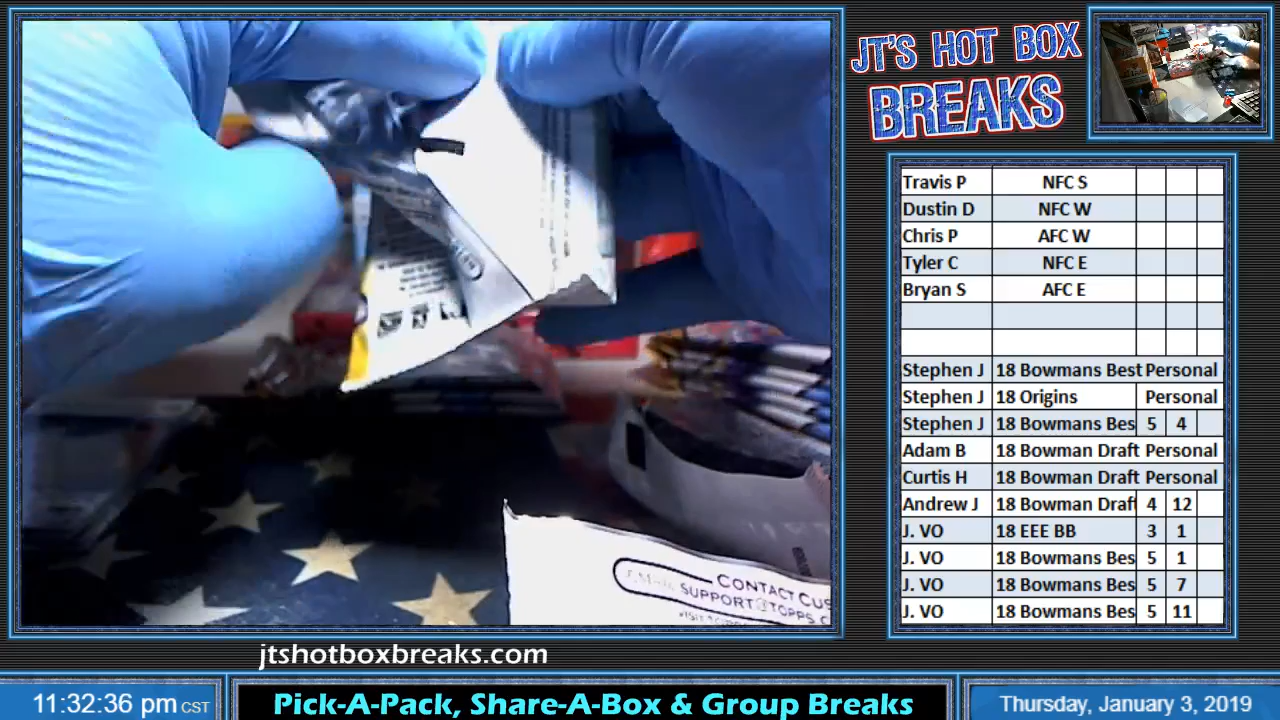 JT'S HOT BOX
BREAKS
Travis P NFC S
Dustin D NFC W
Chris P AFC W
Tyler C NFC E
Bryan S AFC E
Stephen J 18 Bowmans Best Personal
Stephen J 18 Origins Personal
Stephen J 18 Bowmans Bes 5 4
Adam B 18 Bowman Draft Personal
Curtis H 18 Bowman Draft Personal
Andrew J 18 Bowman Draft 4 12
J. VO 18 EEE BB 3 1
J. VO 18 Bowmans Bes 5 1
J. VO 18 Bowmans Bes 5 7
J. VO 18 Bowmans Bes 5 11
CONTACT CUS
SUPPORT@TOPPS.C
jtshotboxbreaks.com
11:32:36 pm CST
Pick-A-Pack, Share-A-Box & Group Breaks
Thursday, January 3, 2019